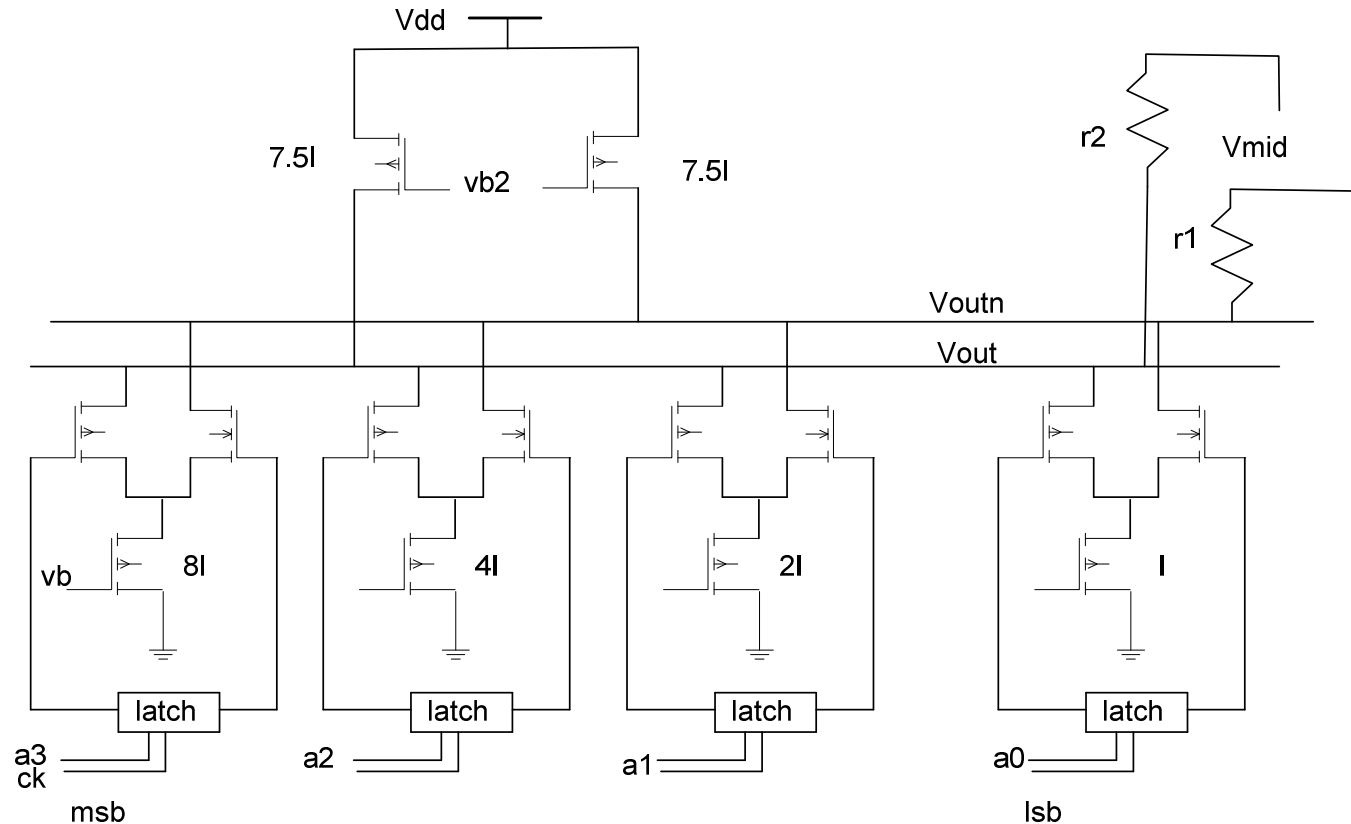 Vdd
7.5I
vb2
7.5I
r2
Vmid
r1
Voutn
Vout
vb
8I
4I
2I
I
latch
latch
latch
latch
a3
ck
a2
a1
a0
msb
lsb